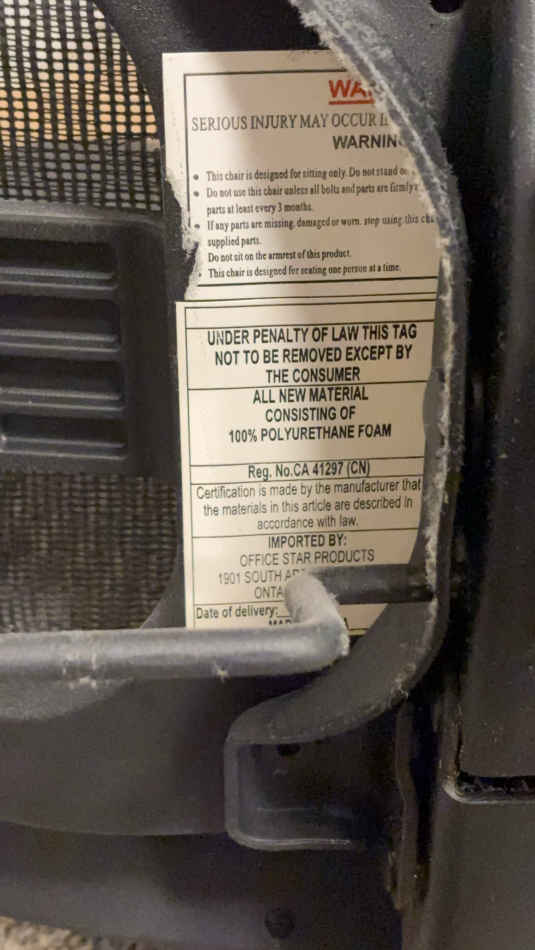 SERIOUS INJURY MAY OCCUR
WARNING
• This chair is designed for sitting only. Do not stand
• Do not use this chair unless all bolts and parts are firmly
parts at least every 3 months.
• If any parts are missing, damaged or worn, stop using this
supplied parts.
Do not sit on the armrest of this product.
This chair is designed for seating one person at a time.
UNDER PENALTY OF LAW THIS TAG
NOT TO BE REMOVED EXCEPT BY
THE CONSUMER
ALL NEW MATERIAL
CONSISTING OF
100% POLYURETHANE FOAM
Reg. No.CA 41297 (CN)
Certification is made by the manufacturer that
the materials in this article are described in
accordance with law.
IMPORTED BY:
OFFICE STAR PRODUCTS
1901 SOUTH
Date of delivery: